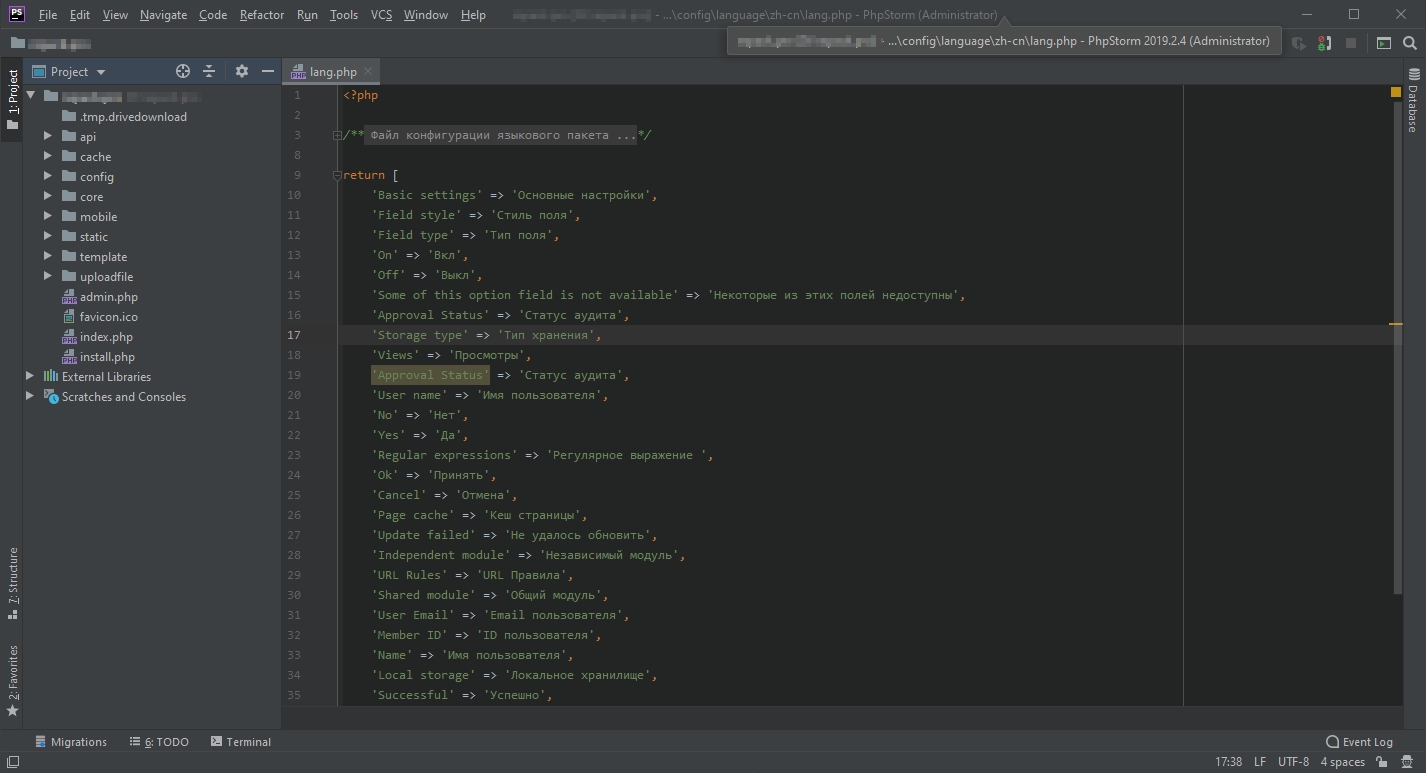 PS File Edit View Navigate Code Refactor Run Tools VCS Window Help - ...\config\language\zh-cn\lang.php - PhpStorm (Administrator)
- ...\config\language\zh-cn\lang.php - PhpStorm 2019.2.4 (Administrator)
1: Project
7: Structure
2: Favorites
Project
.tmp.drivedownload
api
cache
config
core
mobile
static
template
uploadfile
admin.php
favicon.ico
index.php
install.php
External Libraries
Scratches and Consoles
lang.php
1 <?php
2
3 /** Файл конфигурации языкового пакета ...*/
8
9 return [
10 'Basic settings' => 'Основные настройки',
11 'Field style' => 'Стиль поля',
12 'Field type' => 'Тип поля',
13 'On' => 'Вкл',
14 'Off' => 'Выкл',
15 'Some of this option field is not available' => 'Некоторые из этих полей недоступны',
16 'Approval Status' => 'Статус аудита',
17 'Storage type' => 'Тип хранения',
18 'Views' => 'Просмотры',
19 'Approval Status' => 'Статус аудита',
20 'User name' => 'Имя пользователя',
21 'No' => 'Нет',
22 'Yes' => 'Да',
23 'Regular expressions' => 'Регулярное выражение ',
24 'Ok' => 'Принять',
25 'Cancel' => 'Отмена',
26 'Page cache' => 'Кеш страницы',
27 'Update failed' => 'Не удалось обновить',
28 'Independent module' => 'Независимый модуль',
29 'URL Rules' => 'URL Правила',
30 'Shared module' => 'Общий модуль',
31 'User Email' => 'Email пользователя',
32 'Member ID' => 'ID пользователя',
33 'Name' => 'Имя пользователя',
34 'Local storage' => 'Локальное хранилище',
35 'Successful' => 'Успешно',
Database
Migrations 6: TODO Terminal Event Log
17:38 LF UTF-8 4 spaces